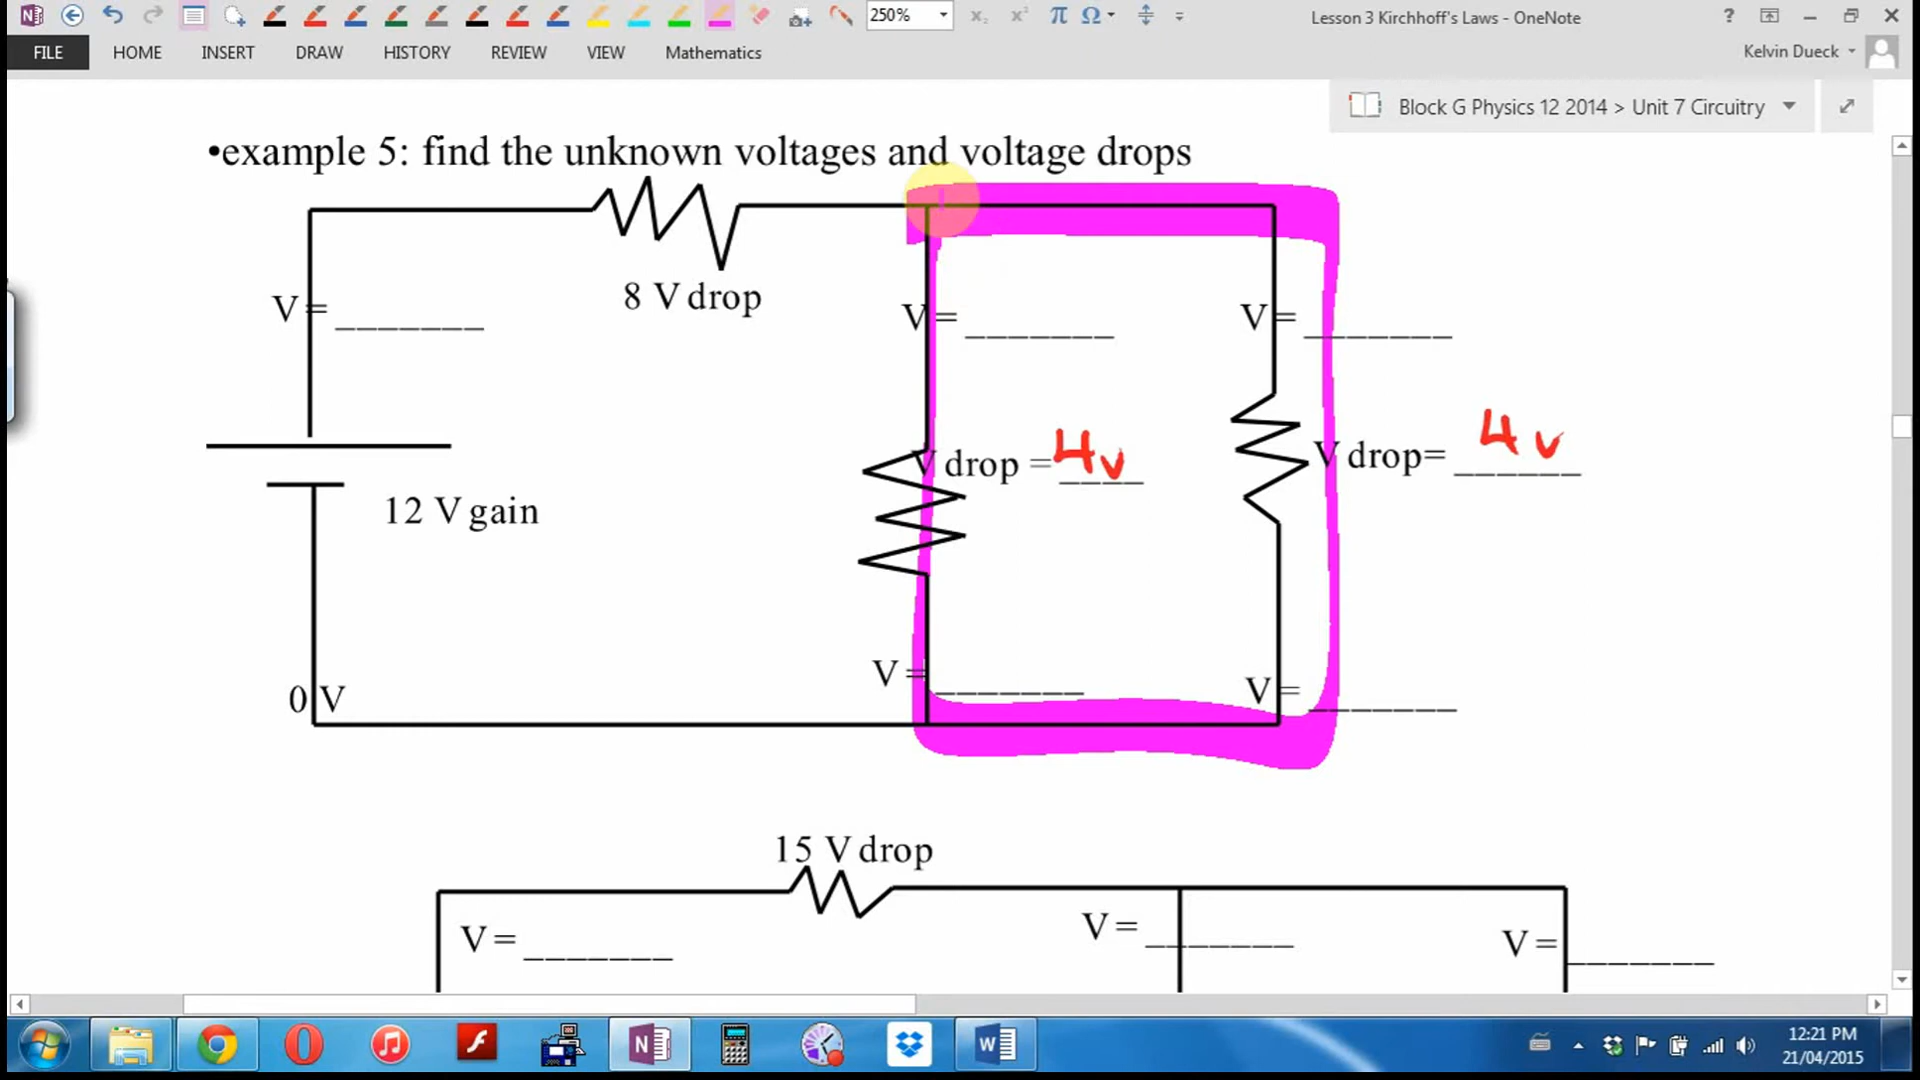 250%
Lesson 3 Kirchhoff's Laws - OneNote
FILE HOME INSERT DRAW HISTORY REVIEW VIEW Mathematics
Kelvin Dueck
Block G Physics 12 2014 > Unit 7 Circuitry
•example 5: find the unknown voltages and voltage drops
8 V drop
V = _______
V = _______
V = _______
V drop = 4v
V drop= 4v
12 V gain
V = _______
V = _______
0 V
15 V drop
V = _______
V = _______
V = _______
12:21 PM
21/04/2015